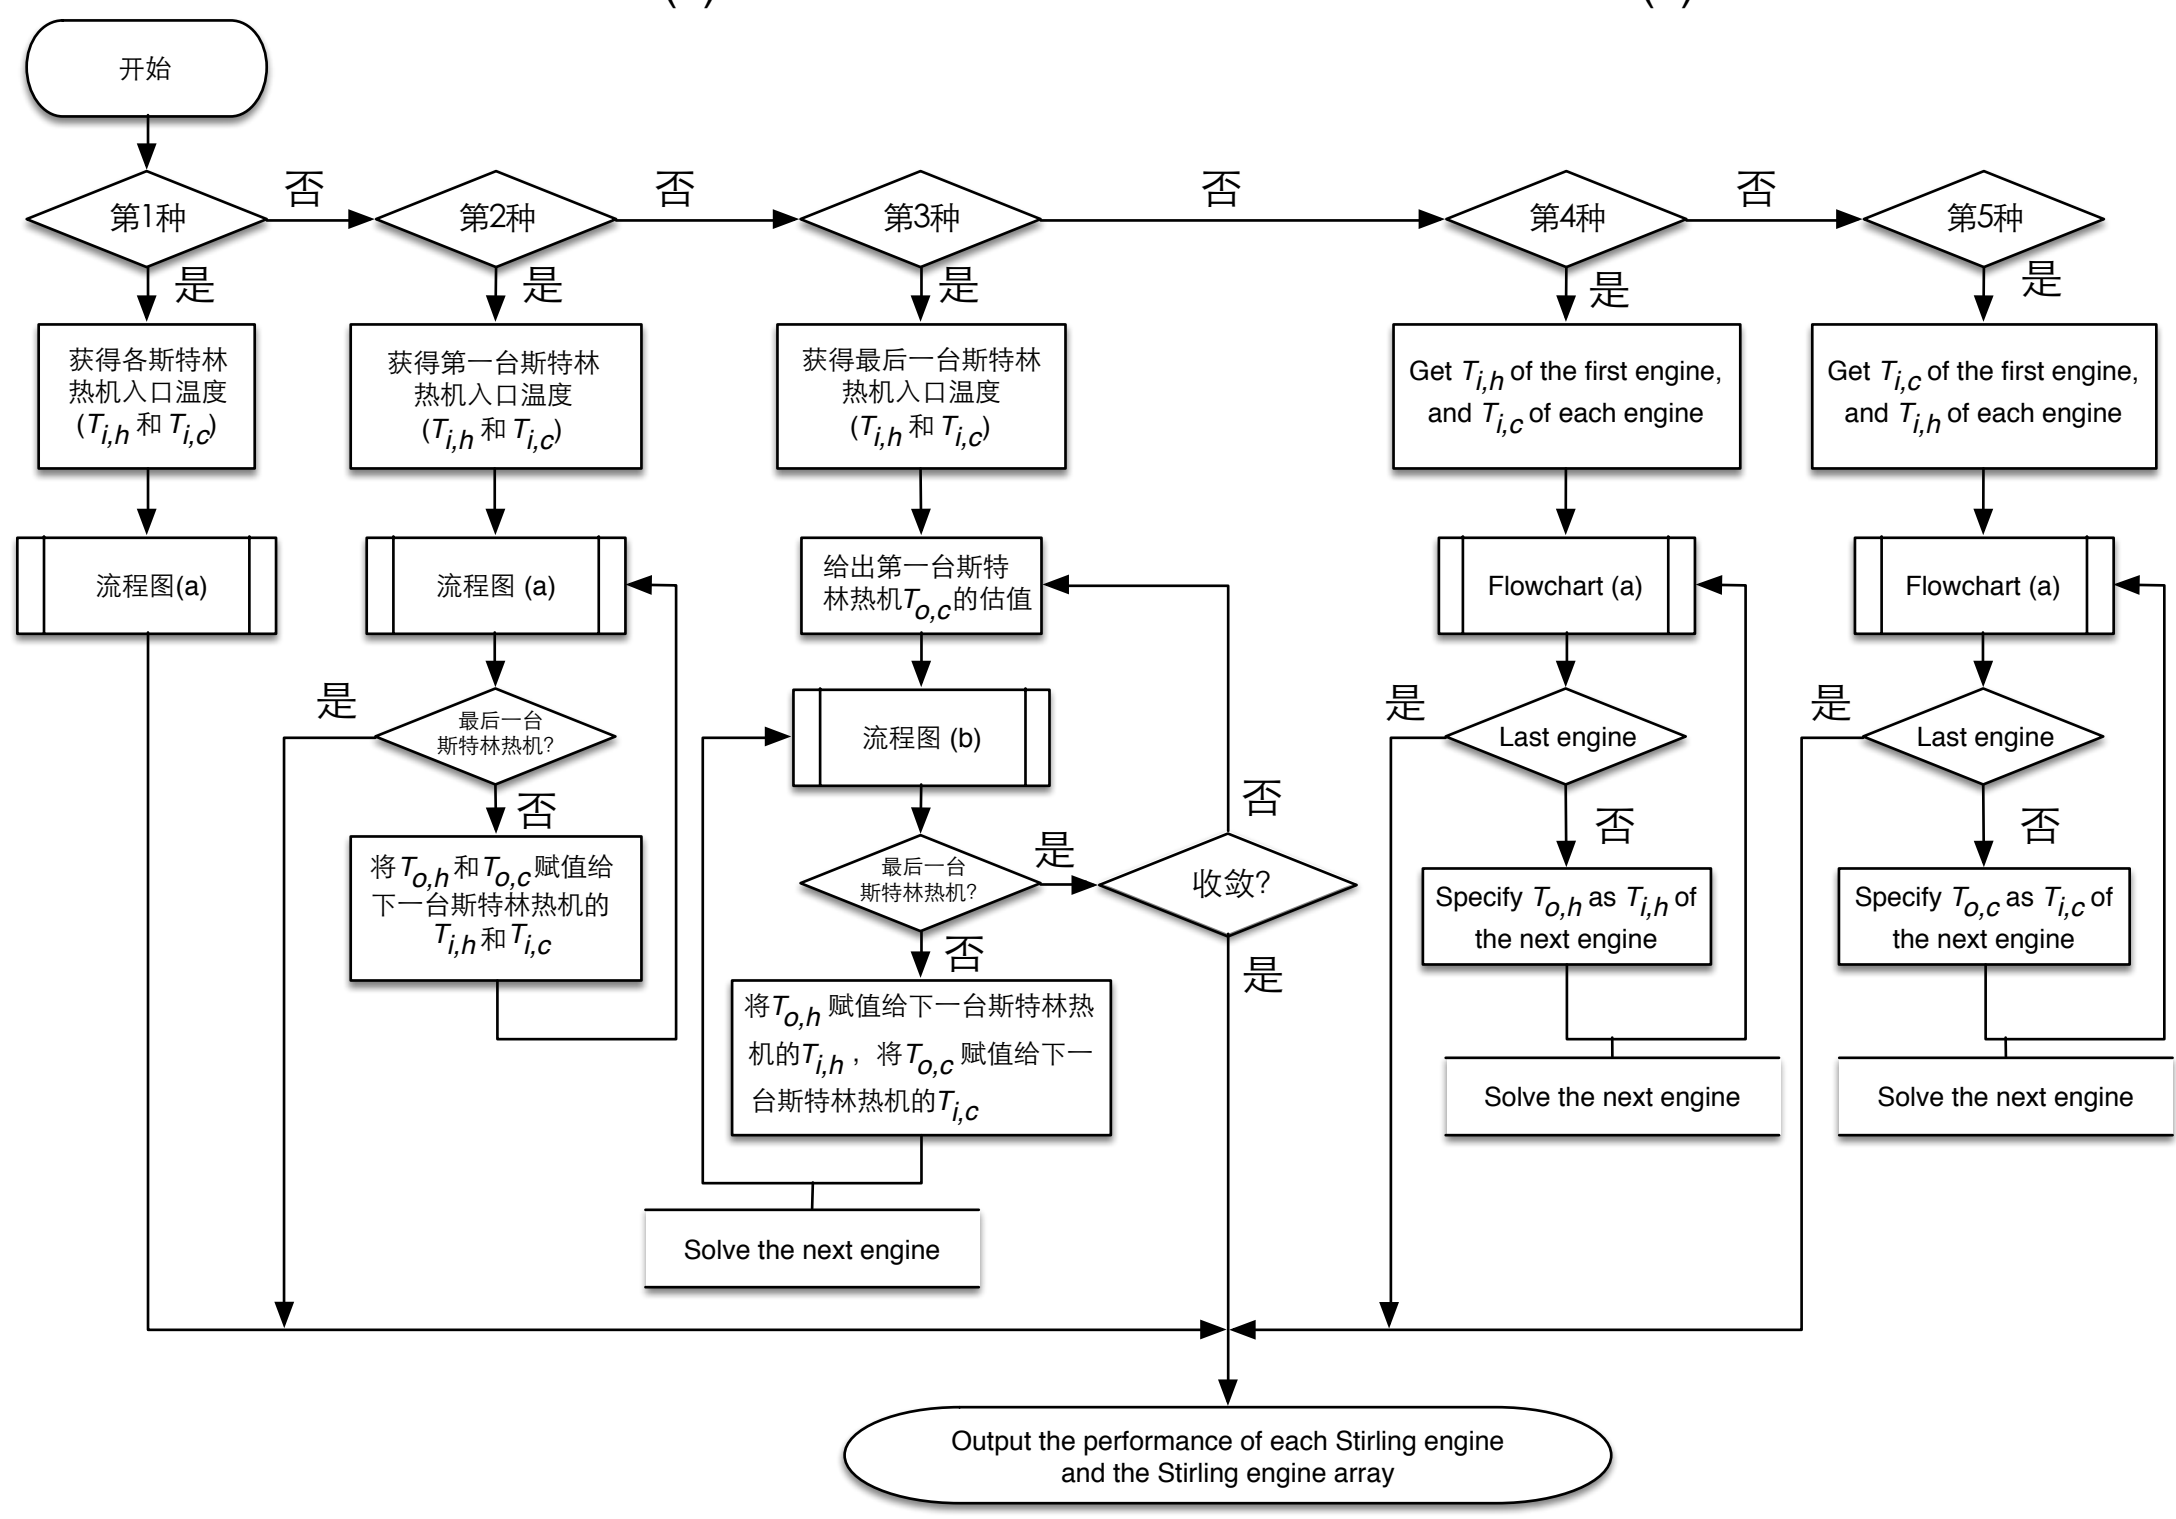 开始
第1种
否
第2种
否
第3种
否
第4种
否
第5种
是
是
是
是
是
获得各斯特林
热机入口温度
(Ti,h 和 Ti,c)
获得第一台斯特林
热机入口温度
(Ti,h 和 Ti,c)
获得最后一台斯特林
热机入口温度
(Ti,h 和 Ti,c)
Get Ti,h of the first engine,
and Ti,c of each engine
Get Ti,c of the first engine,
and Ti,h of each engine
流程图(a)
流程图 (a)
给出第一台斯特
林热机To,c的估值
Flowchart (a)
Flowchart (a)
是
最后一台
斯特林热机?
否
将To,h和To,c赋值给
下一台斯特林热机的
Ti,h和Ti,c
流程图 (b)
最后一台
斯特林热机?
是
否
收敛?
否
是
将To,h 赋值给下一台斯特林热
机的Ti,h ，将To,c 赋值给下一
台斯特林热机的Ti,c
Solve the next engine
是
Last engine
否
Specify To,h as Ti,h of
the next engine
Solve the next engine
是
Last engine
否
Specify To,c as Ti,c of
the next engine
Solve the next engine
Output the performance of each Stirling engine
and the Stirling engine array